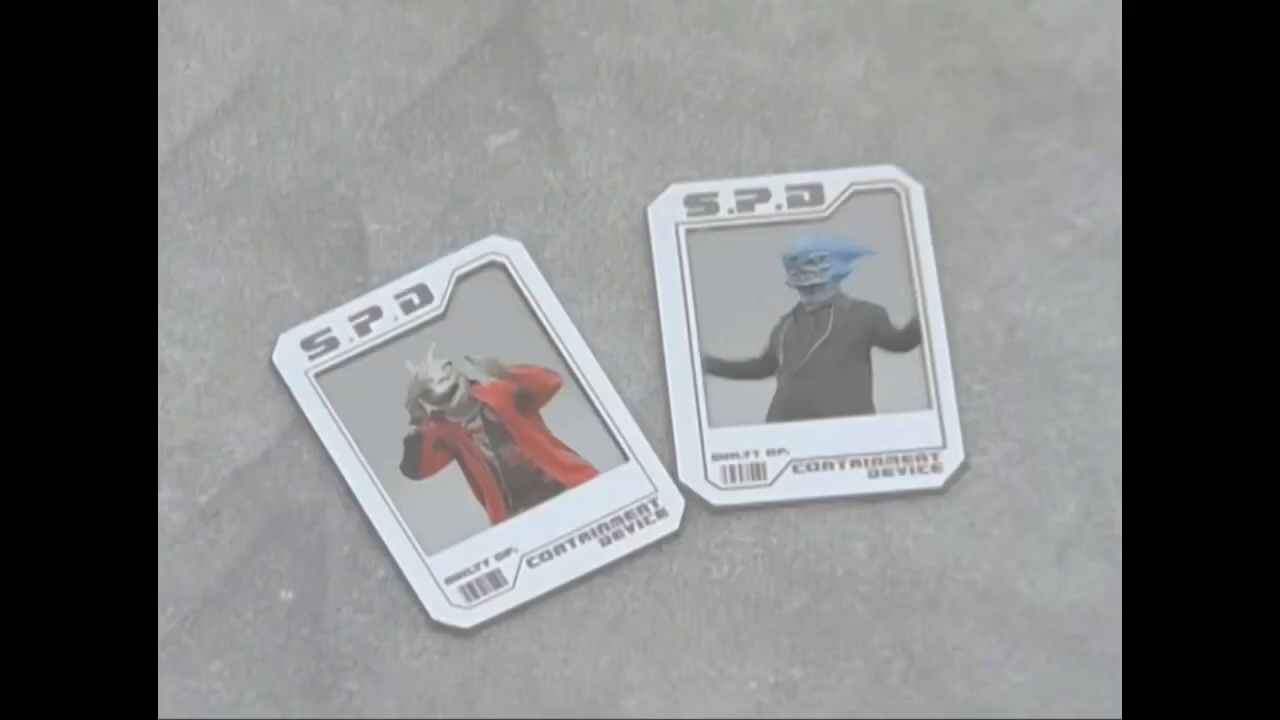 S.P.D
GUILTY OF:
CONTAINMENT
DEVICE
S.P.D
GUILTY OF:
CONTAINMENT
DEVICE